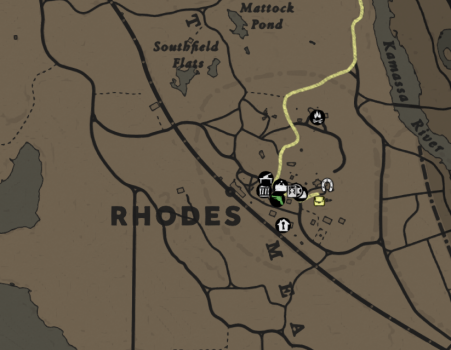 Mattock
Pond
T
Southfield
Flats
Kamassa
River
RHODES
M
E
A